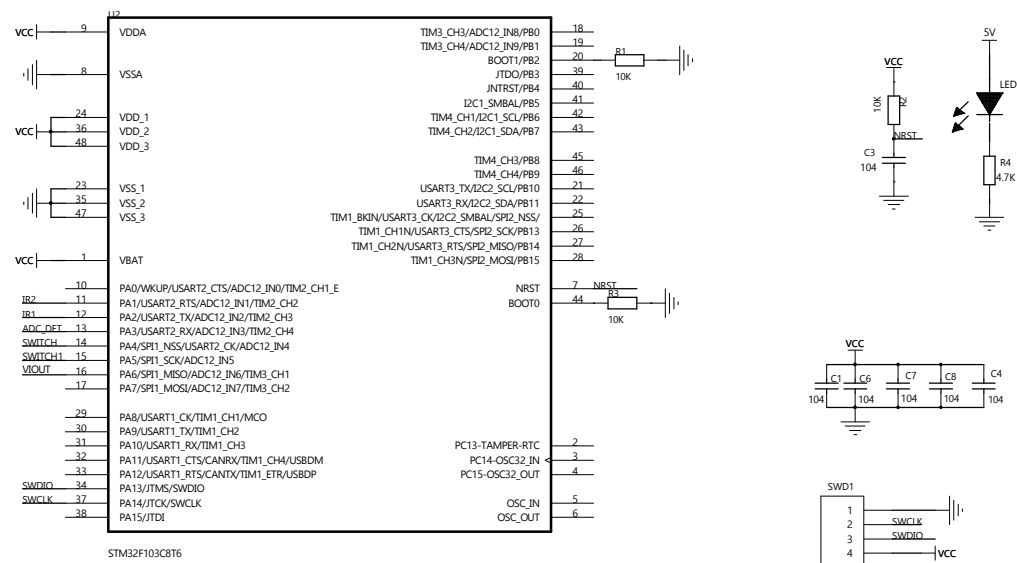 U2
VCC 9 VDDA TIM3_CH3/ADC12_IN8/PB0 18
TIM3_CH4/ADC12_IN9/PB1 19
BOOT1/PB2 20 R1 10K
8 VSSA JTDO/PB3 39
JNTRST/PB4 40
I2C1_SMBAL/PB5 41
24 VDD_1 TIM4_CH1/I2C1_SCL/PB6 42
VCC 36 VDD_2 TIM4_CH2/I2C1_SDA/PB7 43
48 VDD_3
TIM4_CH3/PB8 45
TIM4_CH4/PB9 46
23 VSS_1 USART3_TX/I2C2_SCL/PB10 21
35 VSS_2 USART3_RX/I2C2_SDA/PB11 22
47 VSS_3 TIM1_BKIN/USART3_CK/I2C2_SMBAL/SPI2_NSS/ 25
TIM1_CH1N/USART3_CTS/SPI2_SCK/PB13 26
TIM1_CH2N/USART3_RTS/SPI2_MISO/PB14 27
VCC 1 VBAT TIM1_CH3N/SPI2_MOSI/PB15 28
10 PA0/WKUP/USART2_CTS/ADC12_IN0/TIM2_CH1_E NRST 7 NRST
IR2 11 PA1/USART2_RTS/ADC12_IN1/TIM2_CH2 BOOT0 44 R3 10K
IR1 12 PA2/USART2_TX/ADC12_IN2/TIM2_CH3
ADC_DET 13 PA3/USART2_RX/ADC12_IN3/TIM2_CH4
SWITCH 14 PA4/SPI1_NSS/USART2_CK/ADC12_IN4
SWITCH1 15 PA5/SPI1_SCK/ADC12_IN5
VIOUT 16 PA6/SPI1_MISO/ADC12_IN6/TIM3_CH1
17 PA7/SPI1_MOSI/ADC12_IN7/TIM3_CH2
29 PA8/USART1_CK/TIM1_CH1/MCO
30 PA9/USART1_TX/TIM1_CH2
31 PA10/USART1_RX/TIM1_CH3 PC13-TAMPER-RTC 2
32 PA11/USART1_CTS/CANRX/TIM1_CH4/USBDM PC14-OSC32_IN 3
33 PA12/USART1_RTS/CANTX/TIM1_ETR/USBDP PC15-OSC32_OUT 4
SWDIO 34 PA13/JTMS/SWDIO
SWCLK 37 PA14/JTCK/SWCLK OSC_IN 5
38 PA15/JTDI OSC_OUT 6
STM32F103C8T6
5V
VCC
LED
10K R2
NRST
C3
104
R4
4.7K
VCC
C1 C6 C7 C8 C4
104 104 104 104 104
SWD1
1
2 SWCLK
3 SWDIO
4 VCC